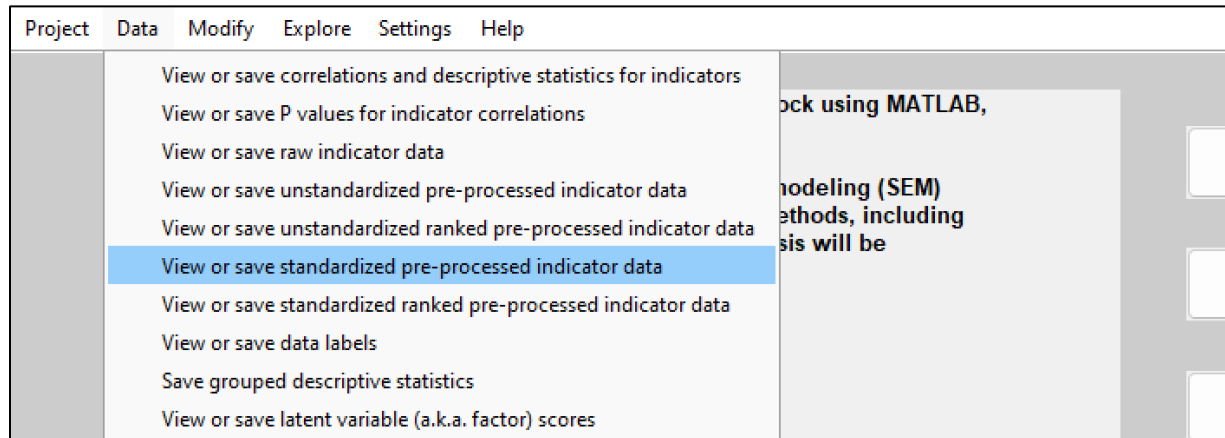 Project Data Modify Explore Settings Help
View or save correlations and descriptive statistics for indicators
using MATLAB,
View or save P values for indicator correlations
View or save raw indicator data
(SEM)
View or save unstandardized pre-processed indicator data
including
View or save unstandardized ranked pre-processed indicator data
will be
View or save standardized pre-processed indicator data
View or save standardized ranked pre-processed indicator data
View or save data labels
Save grouped descriptive statistics
View or save latent variable (a.k.a. factor) scores